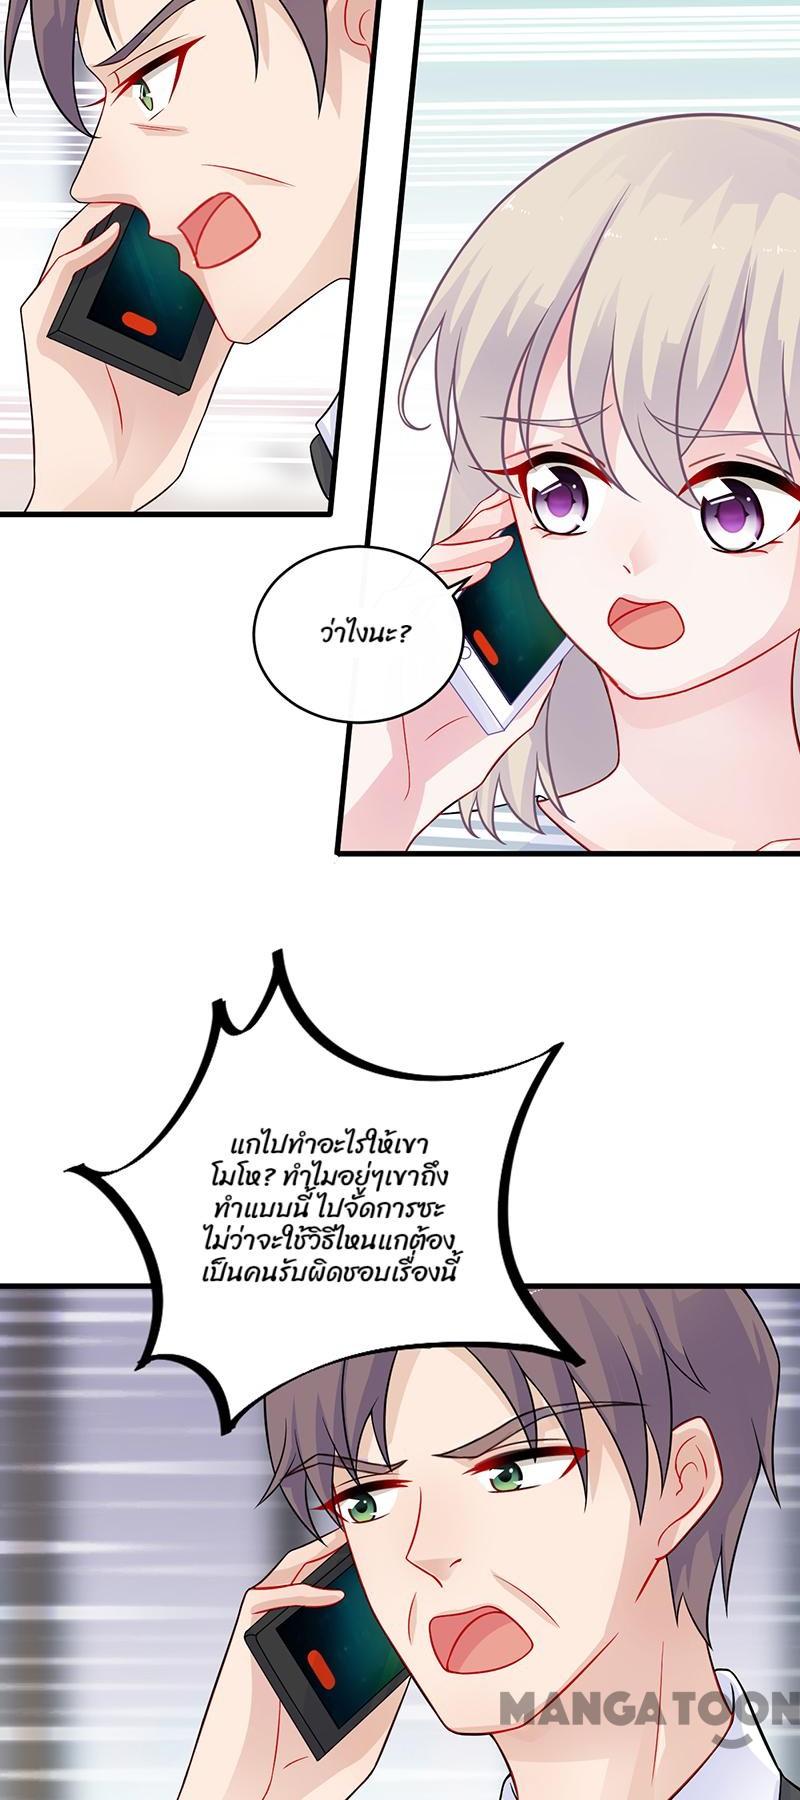 ว่าไงนะ?
แกไปทำอะไรให้เขา
โมโห? ทำไมอยู่ๆเขาถึง
ทำแบบนี้ ไปจัดการซะ
ไม่ว่าจะใช้วิธีไหนแกต้อง
เป็นคนรับผิดชอบเรื่องนี้
MANGATOON